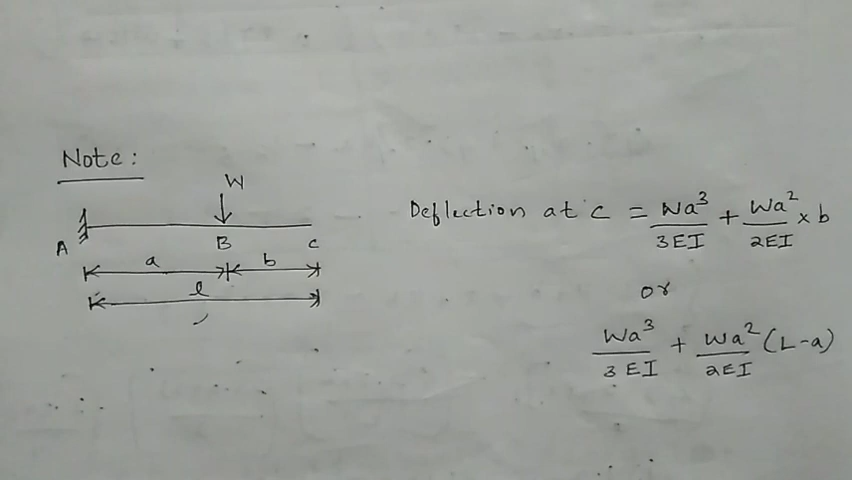 Note:
W
A
B
C
a
b
l
Deflection at C = Wa³/3EI + Wa²/2EI × b
or
Wa³/3EI + Wa²/2EI (L-a)